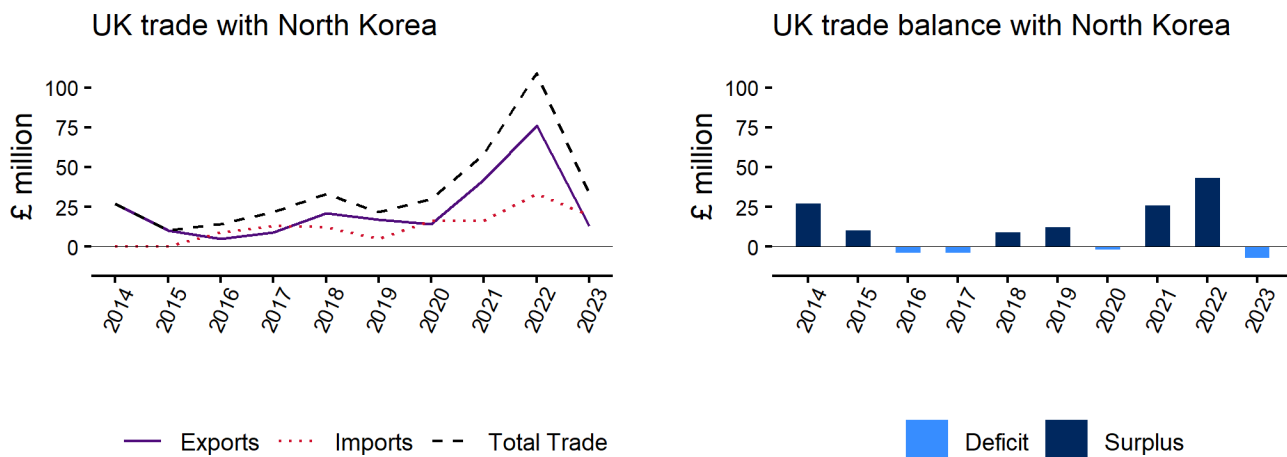 UK trade with North Korea
£ million
100
75
50
25
0
2014 2015 2016 2017 2018 2019 2020 2021 2022 2023
Exports Imports Total Trade
UK trade balance with North Korea
£ million
100
75
50
25
0
2014 2015 2016 2017 2018 2019 2020 2021 2022 2023
Deficit Surplus